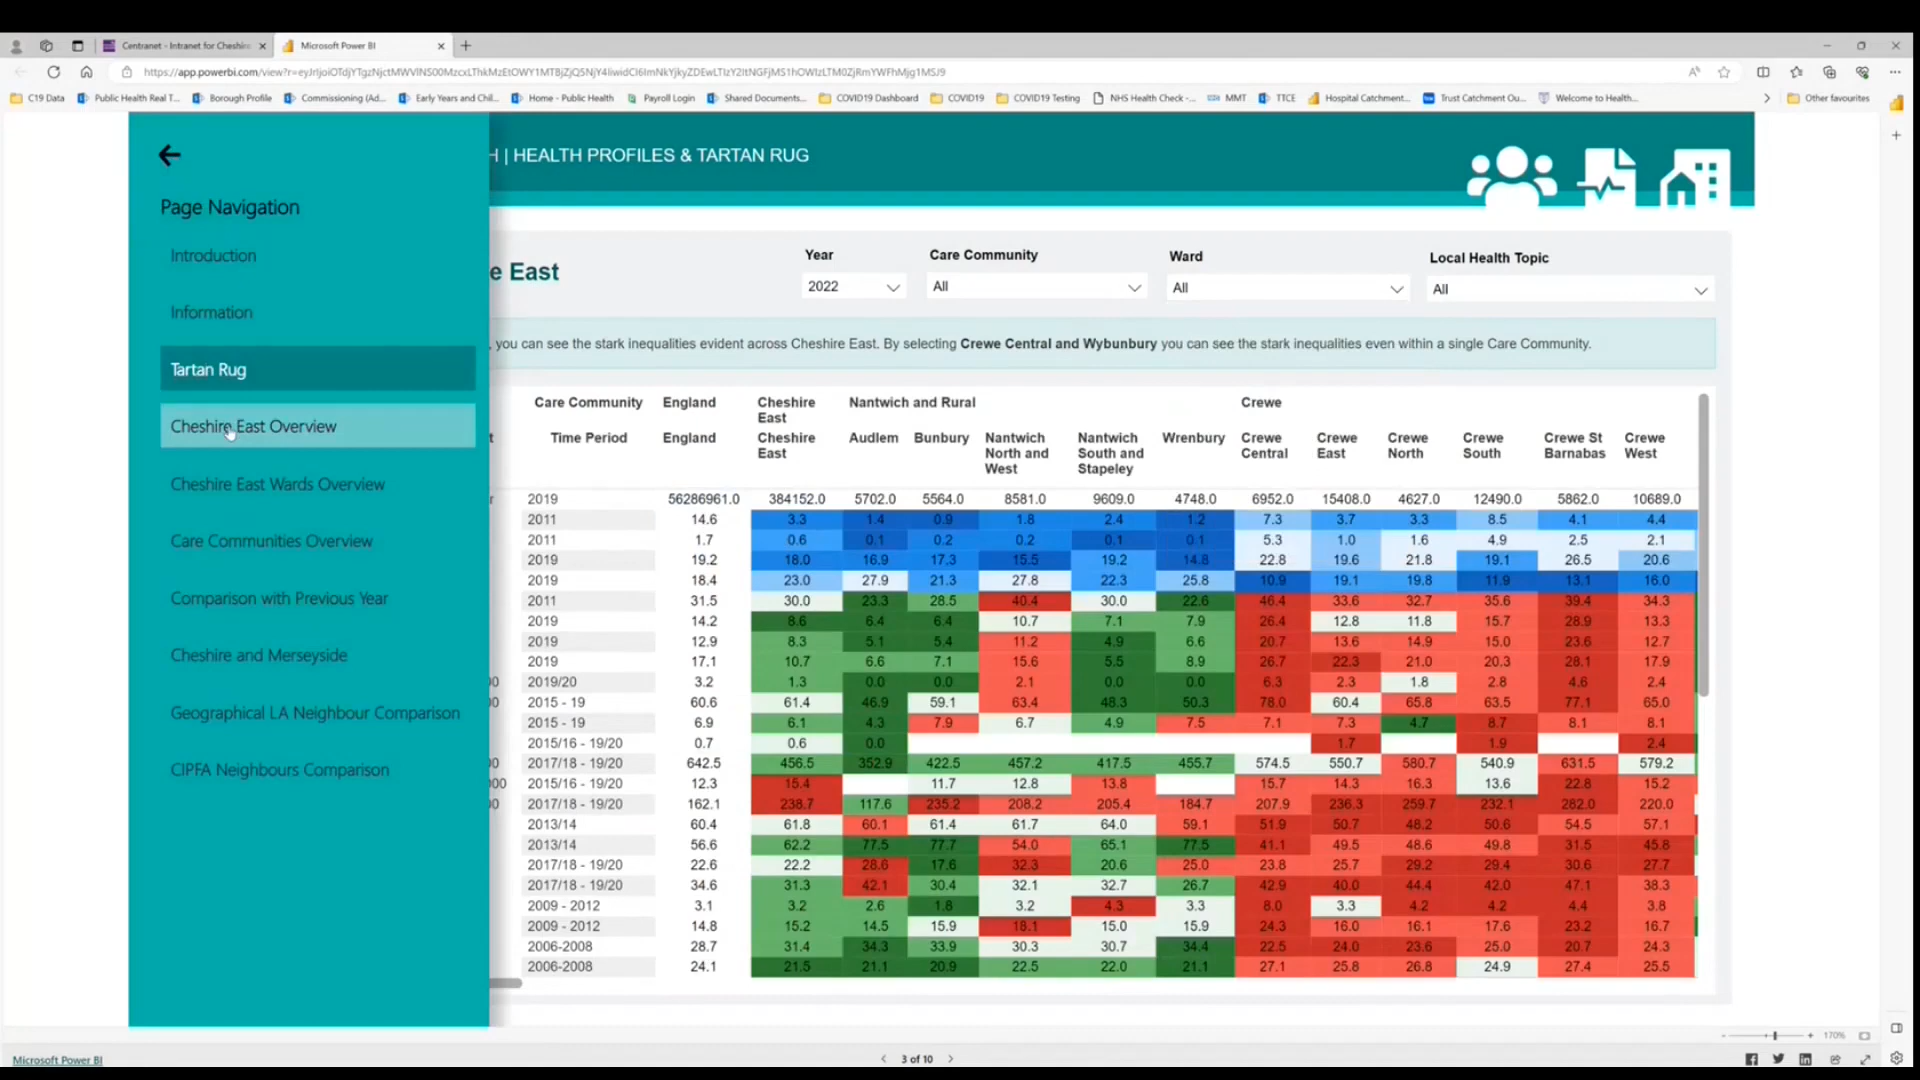 Centranet - Intranet for Cheshire
Microsoft Power BI
C19 Data
Public Health Real T...
Borough Profile
Commissioning (Ad...
Early Years and Chil...
Home - Public Health
Payroll Login
Shared Documents...
COVID19 Dashboard
COVID19
COVID19 Testing
NHS Health Check -...
MMT
TTCE
Hospital Catchment...
Trust Catchment Ou...
Welcome to Health...
Other favourites
H | HEALTH PROFILES & TARTAN RUG
Page Navigation
Introduction
Information
Tartan Rug
Cheshire East Overview
Cheshire East Wards Overview
Care Communities Overview
Comparison with Previous Year
Cheshire and Merseyside
Geographical LA Neighbour Comparison
CIPFA Neighbours Comparison
e East
Year
2022
Care Community
All
Ward
All
Local Health Topic
All
, you can see the stark inequalities evident across Cheshire East. By selecting Crewe Central and Wybunbury you can see the stark inequalities even within a single Care Community.
Care Community England Cheshire East Nantwich and Rural Crewe
t Time Period England Cheshire East Audlem Bunbury Nantwich North and West Nantwich South and Stapeley Wrenbury Crewe Central Crewe East Crewe North Crewe South Crewe St Barnabas Crewe West
r 2019 56286961.0 384152.0 5702.0 5564.0 8581.0 9609.0 4748.0 6952.0 15408.0 4627.0 12490.0 5862.0 10689.0
2011 14.6 3.3 1.4 0.9 1.8 2.4 1.2 7.3 3.7 3.3 8.5 4.1 4.4
2011 1.7 0.6 0.1 0.2 0.2 0.1 0.1 5.3 1.0 1.6 4.9 2.5 2.1
2019 19.2 18.0 16.9 17.3 15.5 19.2 14.8 22.8 19.6 21.8 19.1 26.5 20.6
2019 18.4 23.0 27.9 21.3 27.8 22.3 25.8 10.9 19.1 19.8 11.9 13.1 16.0
2011 31.5 30.0 23.3 28.5 40.4 30.0 22.6 46.4 33.6 32.7 35.6 39.4 34.3
2019 14.2 8.6 6.4 6.4 10.7 7.1 7.9 26.4 12.8 11.8 15.7 28.9 13.3
2019 12.9 8.3 5.1 5.4 11.2 4.9 6.6 20.7 13.6 14.9 15.0 23.6 12.7
2019 17.1 10.7 6.6 7.1 15.6 5.5 8.9 26.7 22.3 21.0 20.3 28.1 17.9
00 2019/20 3.2 1.3 0.0 0.0 2.1 0.0 0.0 6.3 2.3 1.8 2.8 4.6 2.4
2015 - 19 60.6 61.4 46.9 59.1 63.4 48.3 50.3 78.0 60.4 65.8 63.5 77.1 65.0
00 2015 - 19 6.9 6.1 4.3 7.9 6.7 4.9 7.5 7.1 7.3 4.7 8.7 8.1 8.1
2015/16 - 19/20 0.7 0.6 0.0 1.7 1.9 2.4
00 2017/18 - 19/20 642.5 456.5 352.9 422.5 457.2 417.5 455.7 574.5 550.7 580.7 540.9 631.5 579.2
000 2015/16 - 19/20 12.3 15.4 11.7 12.8 13.8 15.7 14.3 16.3 13.6 22.8 15.2
00 2017/18 - 19/20 162.1 238.7 117.6 235.2 208.2 205.4 184.7 207.9 236.3 259.7 232.1 282.0 220.0
2013/14 60.4 61.8 60.1 61.4 61.7 64.0 59.1 51.9 50.7 48.2 50.6 54.5 57.1
2013/14 56.6 62.2 77.5 77.7 54.0 65.1 77.5 41.1 49.5 48.6 49.8 31.5 45.8
2017/18 - 19/20 22.6 22.2 28.6 17.6 32.3 20.6 25.0 23.8 25.7 29.2 29.4 30.6 27.7
2017/18 - 19/20 34.6 31.3 42.1 30.4 32.1 32.7 26.7 42.9 40.0 44.4 42.0 47.1 38.3
2009 - 2012 3.1 3.2 2.6 1.8 3.2 4.3 3.3 8.0 3.3 4.2 4.2 4.4 3.8
2009 - 2012 14.8 15.2 14.5 15.9 18.1 15.0 15.9 24.3 16.0 16.1 17.6 23.2 16.7
2006-2008 28.7 31.4 34.3 33.9 30.3 30.7 34.4 22.5 24.0 23.6 25.0 20.7 24.3
2006-2008 24.1 21.5 21.1 20.9 22.5 22.0 21.1 27.1 25.8 26.8 24.9 27.4 25.5
170%
Microsoft Power BI
3 of 10